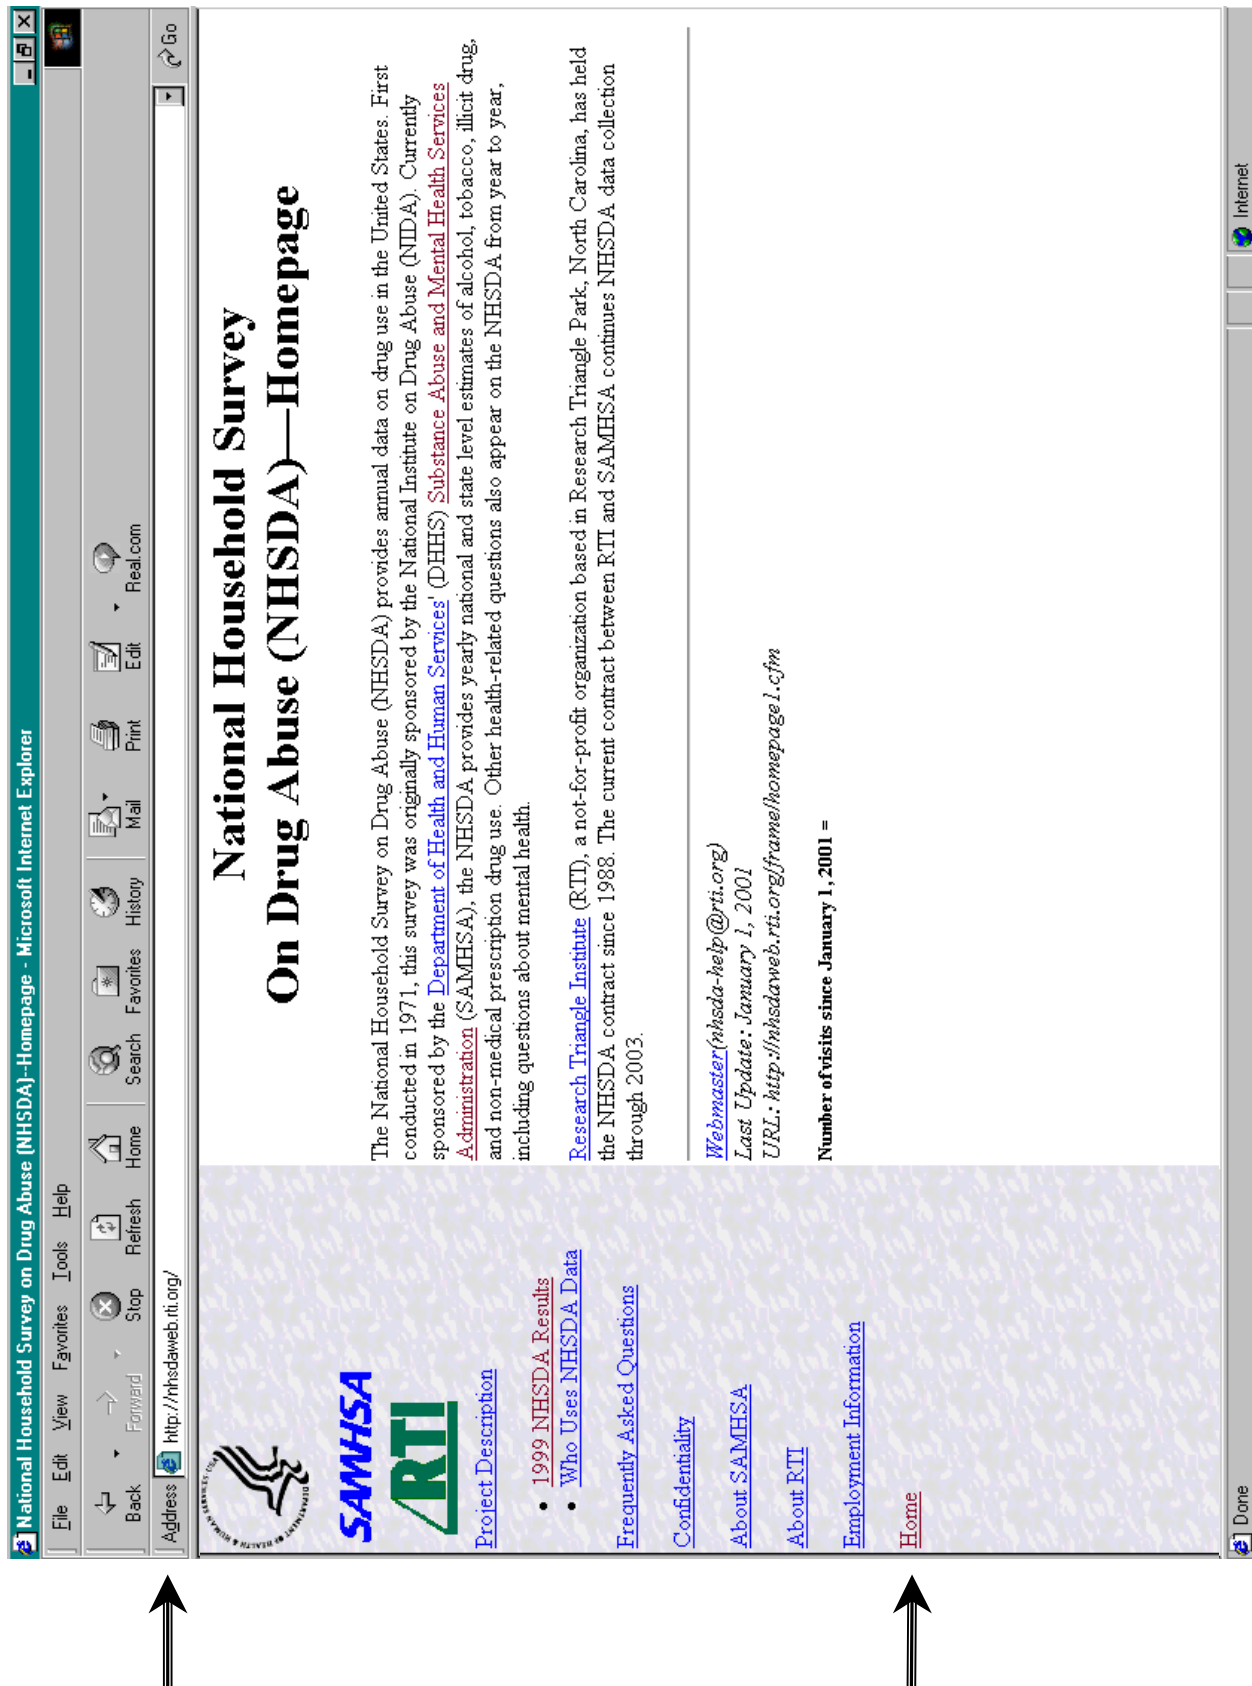 National Household Survey on Drug Abuse (NHSDA)--Homepage - Microsoft Internet Explorer
File Edit View Favorites Tools Help
Back Forward Stop Refresh Home Search Favorites History Mail Print Edit Real.com
Address http://nhsdaweb.rti.org/ Go
DEPARTMENT OF HEALTH & HUMAN SERVICES·USA
SAMHSA
RTI
Project Description
• 1999 NHSDA Results
• Who Uses NHSDA Data
Frequently Asked Questions
Confidentiality
About SAMHSA
About RTI
Employment Information
Home
National Household Survey
On Drug Abuse (NHSDA)—Homepage
The National Household Survey on Drug Abuse (NHSDA) provides annual data on drug use in the United States. First
conducted in 1971, this survey was originally sponsored by the National Institute on Drug Abuse (NIDA). Currently
sponsored by the Department of Health and Human Services' (DHHS) Substance Abuse and Mental Health Services
Administration (SAMHSA), the NHSDA provides yearly national and state level estimates of alcohol, tobacco, illicit drug,
and non-medical prescription drug use. Other health-related questions also appear on the NHSDA from year to year,
including questions about mental health.
Research Triangle Institute (RTI), a not-for-profit organization based in Research Triangle Park, North Carolina, has held
the NHSDA contract since 1988. The current contract between RTI and SAMHSA continues NHSDA data collection
through 2003.
Webmaster(nhsda-help@rti.org)
Last Update: January 1, 2001
URL: http://nhsdaweb.rti.org/frame/homepage1.cfm
Number of visits since January 1, 2001 =
Done Internet